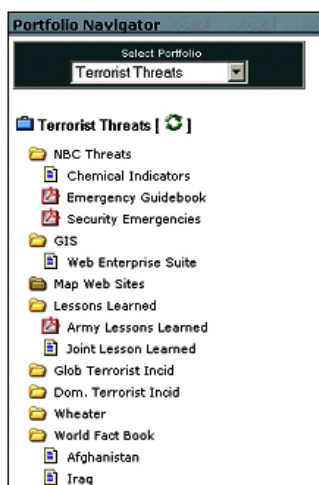 Portfolio Navigator
Select Portfolio
Terrorist Threats
Terrorist Threats [ ]
NBC Threats
Chemical Indicators
Emergency Guidebook
Security Emergencies
GIS
Web Enterprise Suite
Map Web Sites
Lessons Learned
Army Lessons Learned
Joint Lesson Learned
Glob Terrorist Incid
Dom. Terrorist Incid
Wheater
World Fact Book
Afghanistan
Iraq